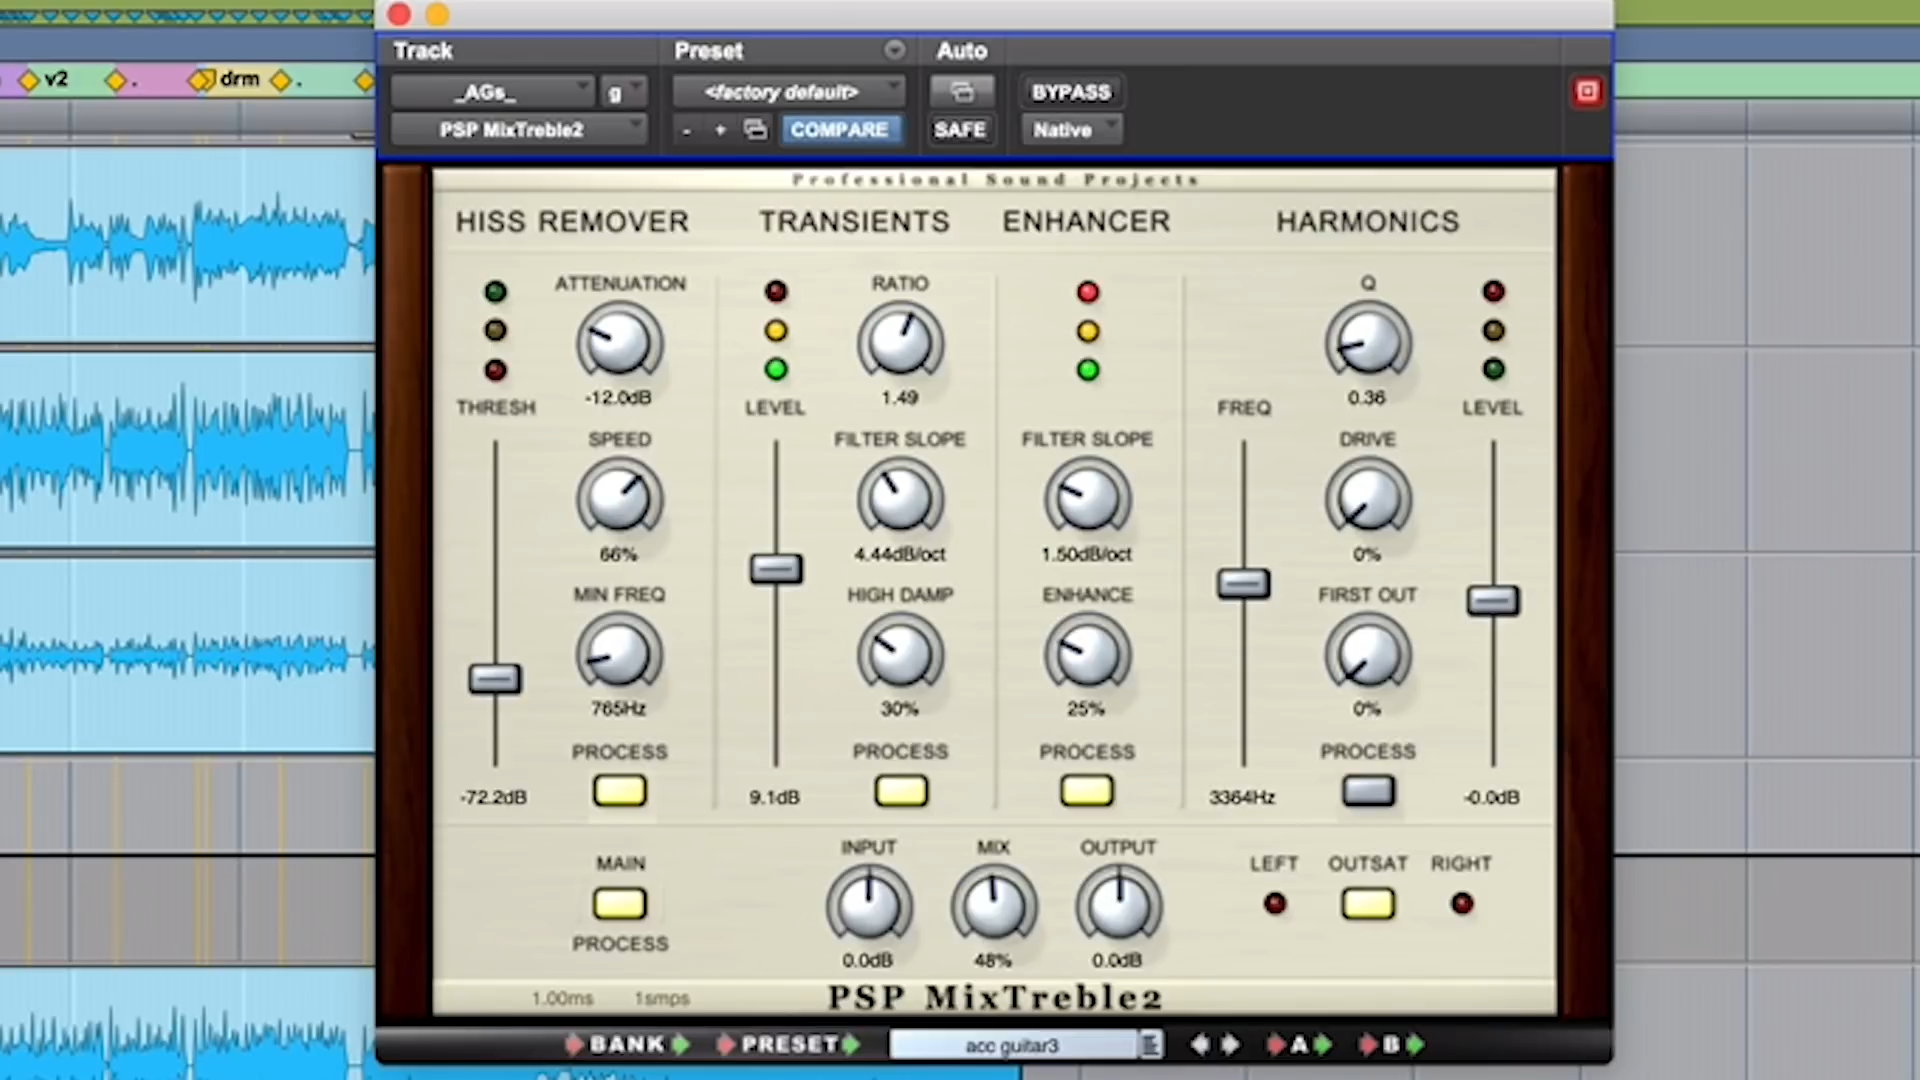 Track
Preset
Auto
v2
.
drm
.
_AGs_
g
<factory default>
BYPASS
PSP MixTreble2
-
+
COMPARE
SAFE
Native
Professional Sound Projects
HISS REMOVER
TRANSIENTS
ENHANCER
HARMONICS
ATTENUATION
RATIO
Q
-12.0dB
1.49
0.36
THRESH
LEVEL
FREQ
LEVEL
SPEED
FILTER SLOPE
FILTER SLOPE
DRIVE
66%
4.44dB/oct
1.50dB/oct
0%
MIN FREQ
HIGH DAMP
ENHANCE
FIRST OUT
765Hz
30%
25%
0%
PROCESS
PROCESS
PROCESS
PROCESS
-72.2dB
9.1dB
3364Hz
-0.0dB
INPUT
MIX
OUTPUT
MAIN
LEFT
OUTSAT
RIGHT
PROCESS
0.0dB
48%
0.0dB
1.00ms
1smps
PSP MixTreble2
BANK
PRESET
acc guitar3
A
B